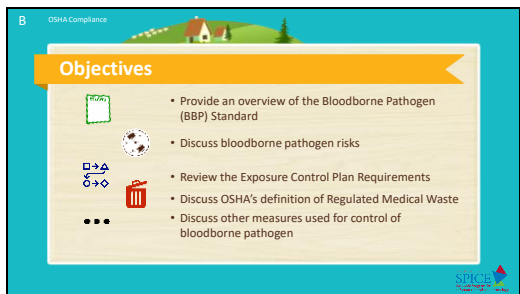 B
OSHA Compliance
Objectives
• Provide an overview of the Bloodborne Pathogen
(BBP) Standard
• Discuss bloodborne pathogen risks
• Review the Exposure Control Plan Requirements
• Discuss OSHA's definition of Regulated Medical Waste
• Discuss other measures used for control of
bloodborne pathogen
SPICE